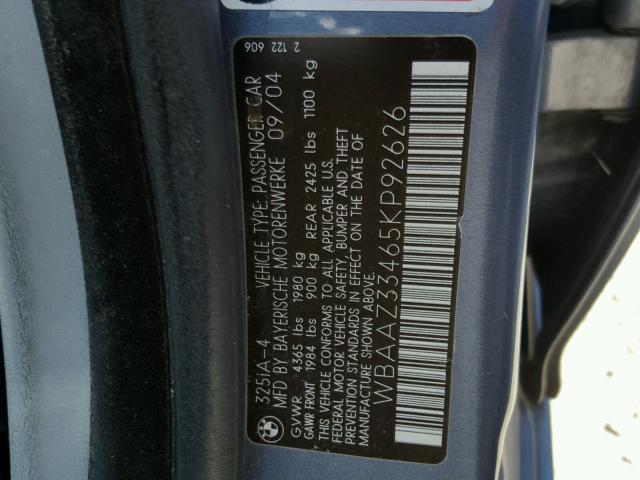 325iA-4 VEHICLE TYPE: PASSENGER CAR
MFD BY BAYERISCHE MOTORENWERKE 09/04
GVWR 4365 lbs 1980 kg
GAWR FRONT 1984 lbs 900 kg REAR 2425 lbs 1100 kg
THIS VEHICLE CONFORMS TO ALL APPLICABLE U.S.
FEDERAL MOTOR VEHICLE SAFETY, BUMPER AND THEFT
PREVENTION STANDARDS IN EFFECT ON THE DATE OF
MANUFACTURE SHOWN ABOVE.
WBAAZ33465KP92626
2 122 606